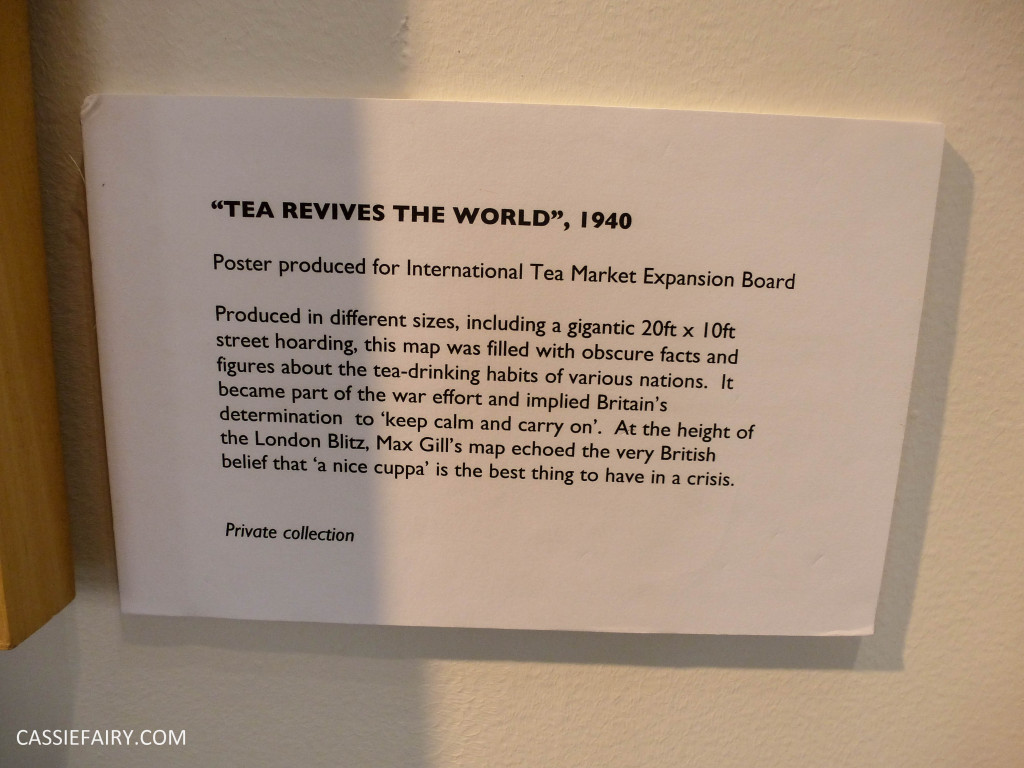 “TEA REVIVES THE WORLD”, 1940
Poster produced for International Tea Market Expansion Board
Produced in different sizes, including a gigantic 20ft x 10ft
street hoarding, this map was filled with obscure facts and
figures about the tea-drinking habits of various nations.  It
became part of the war effort and implied Britain’s
determination  to ‘keep calm and carry on’.  At the height of
the London Blitz, Max Gill’s map echoed the very British
belief that ‘a nice cuppa’ is the best thing to have in a crisis.
Private collection
CASSIEFAIRY.COM